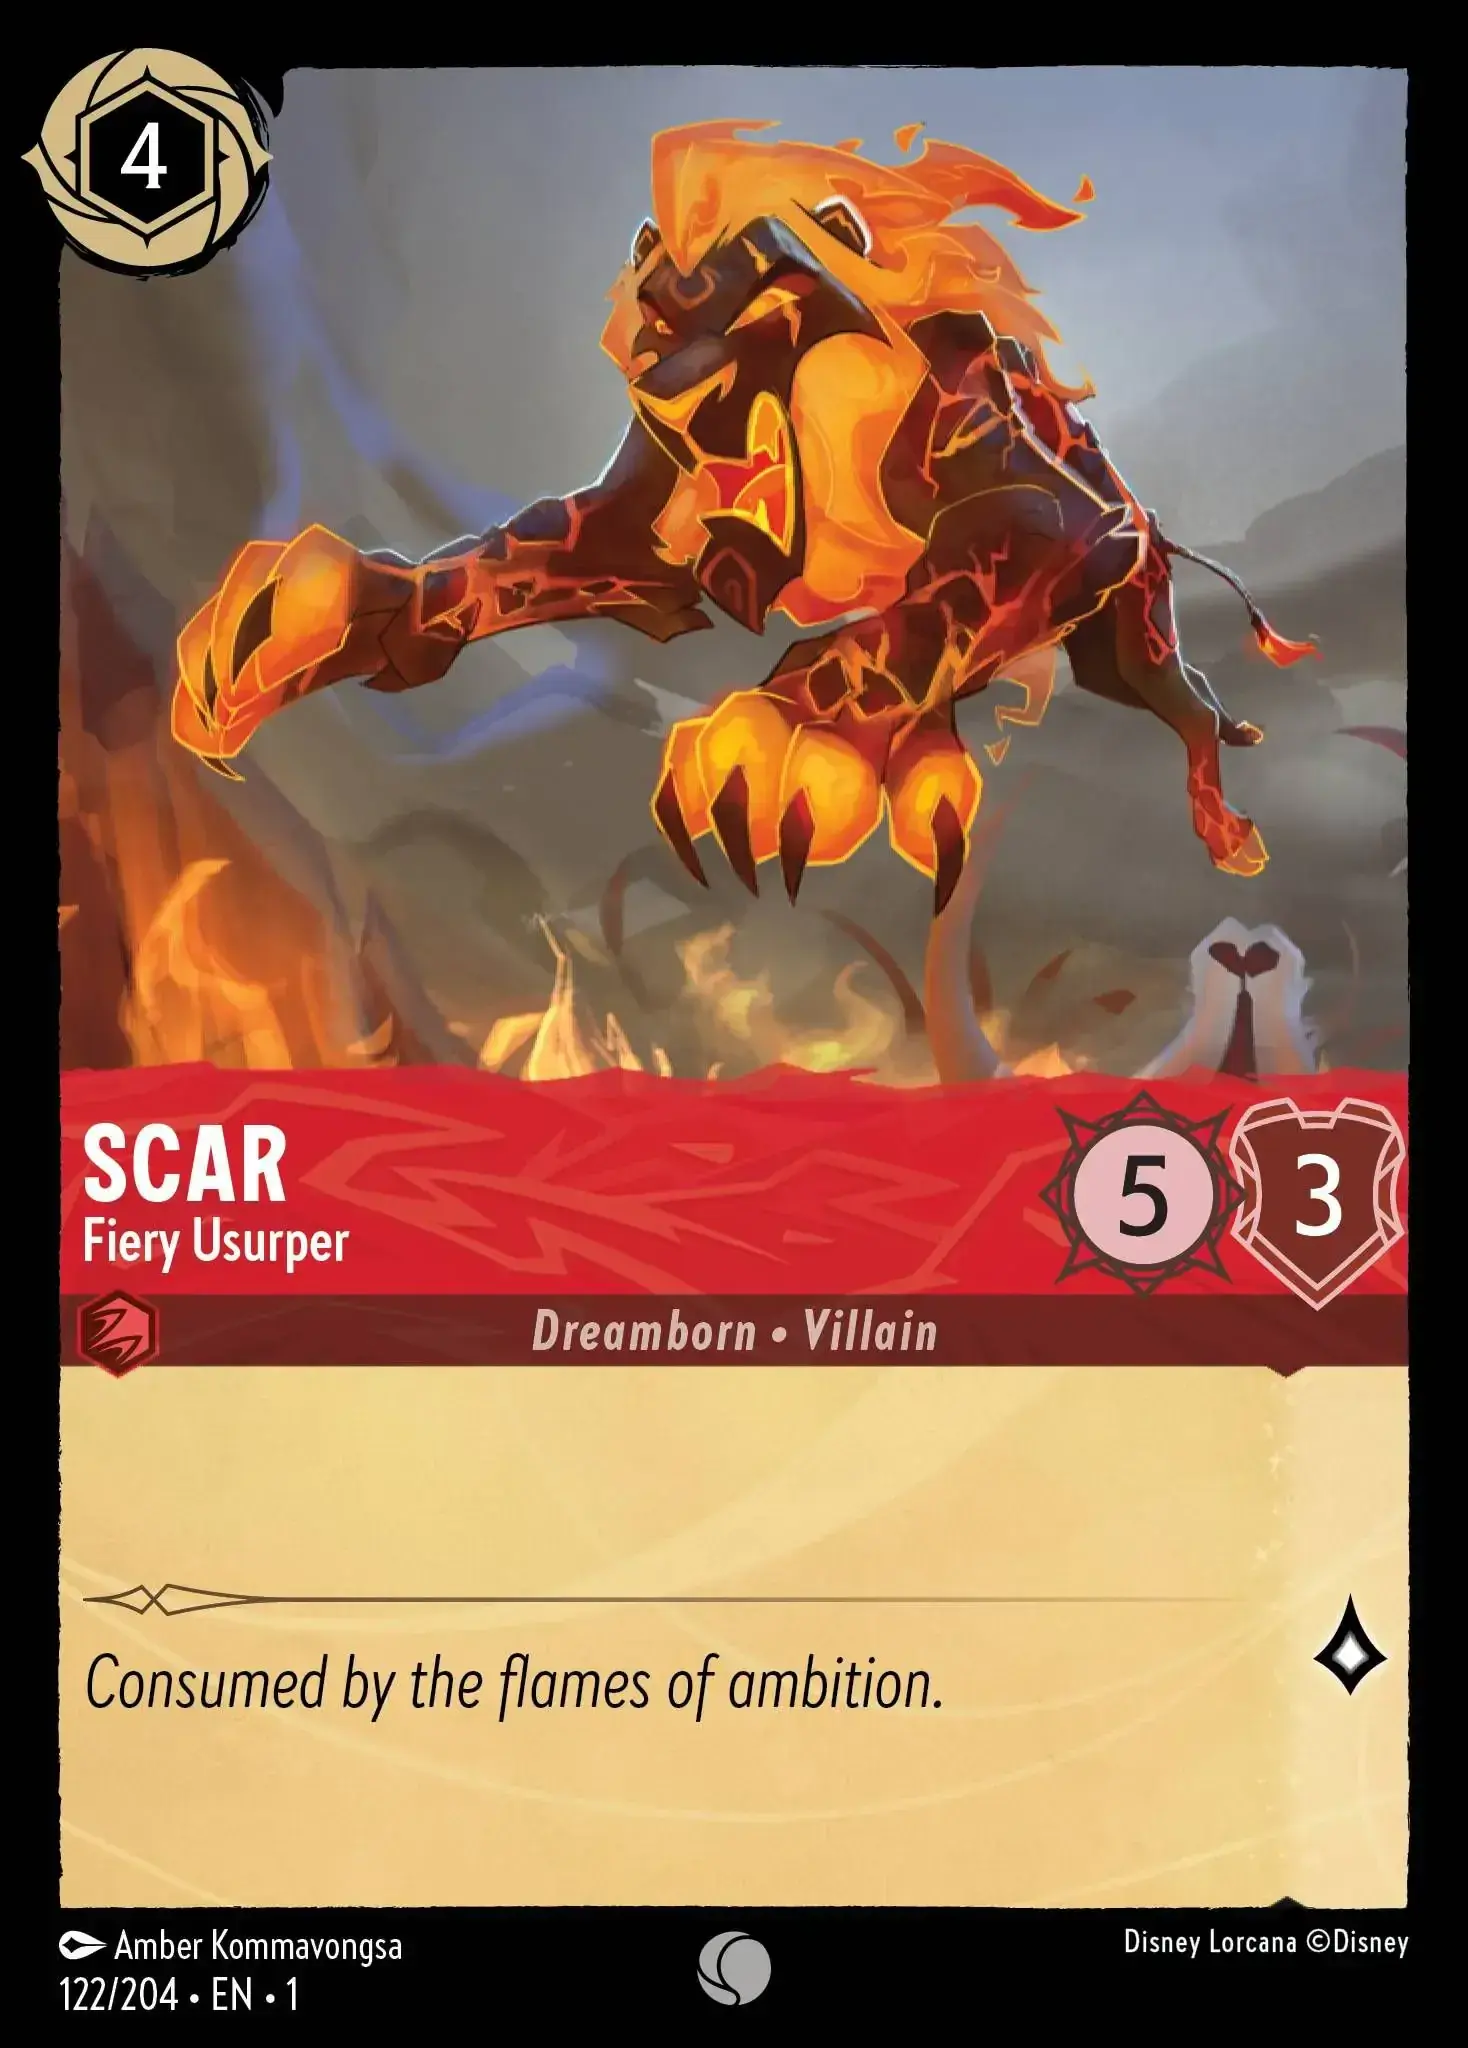 4
SCAR
Fiery Usurper
5
3
Dreamborn • Villain
Consumed by the flames of ambition.
Amber Kommavongsa
Disney Lorcana ©Disney
122/204 • EN • 1